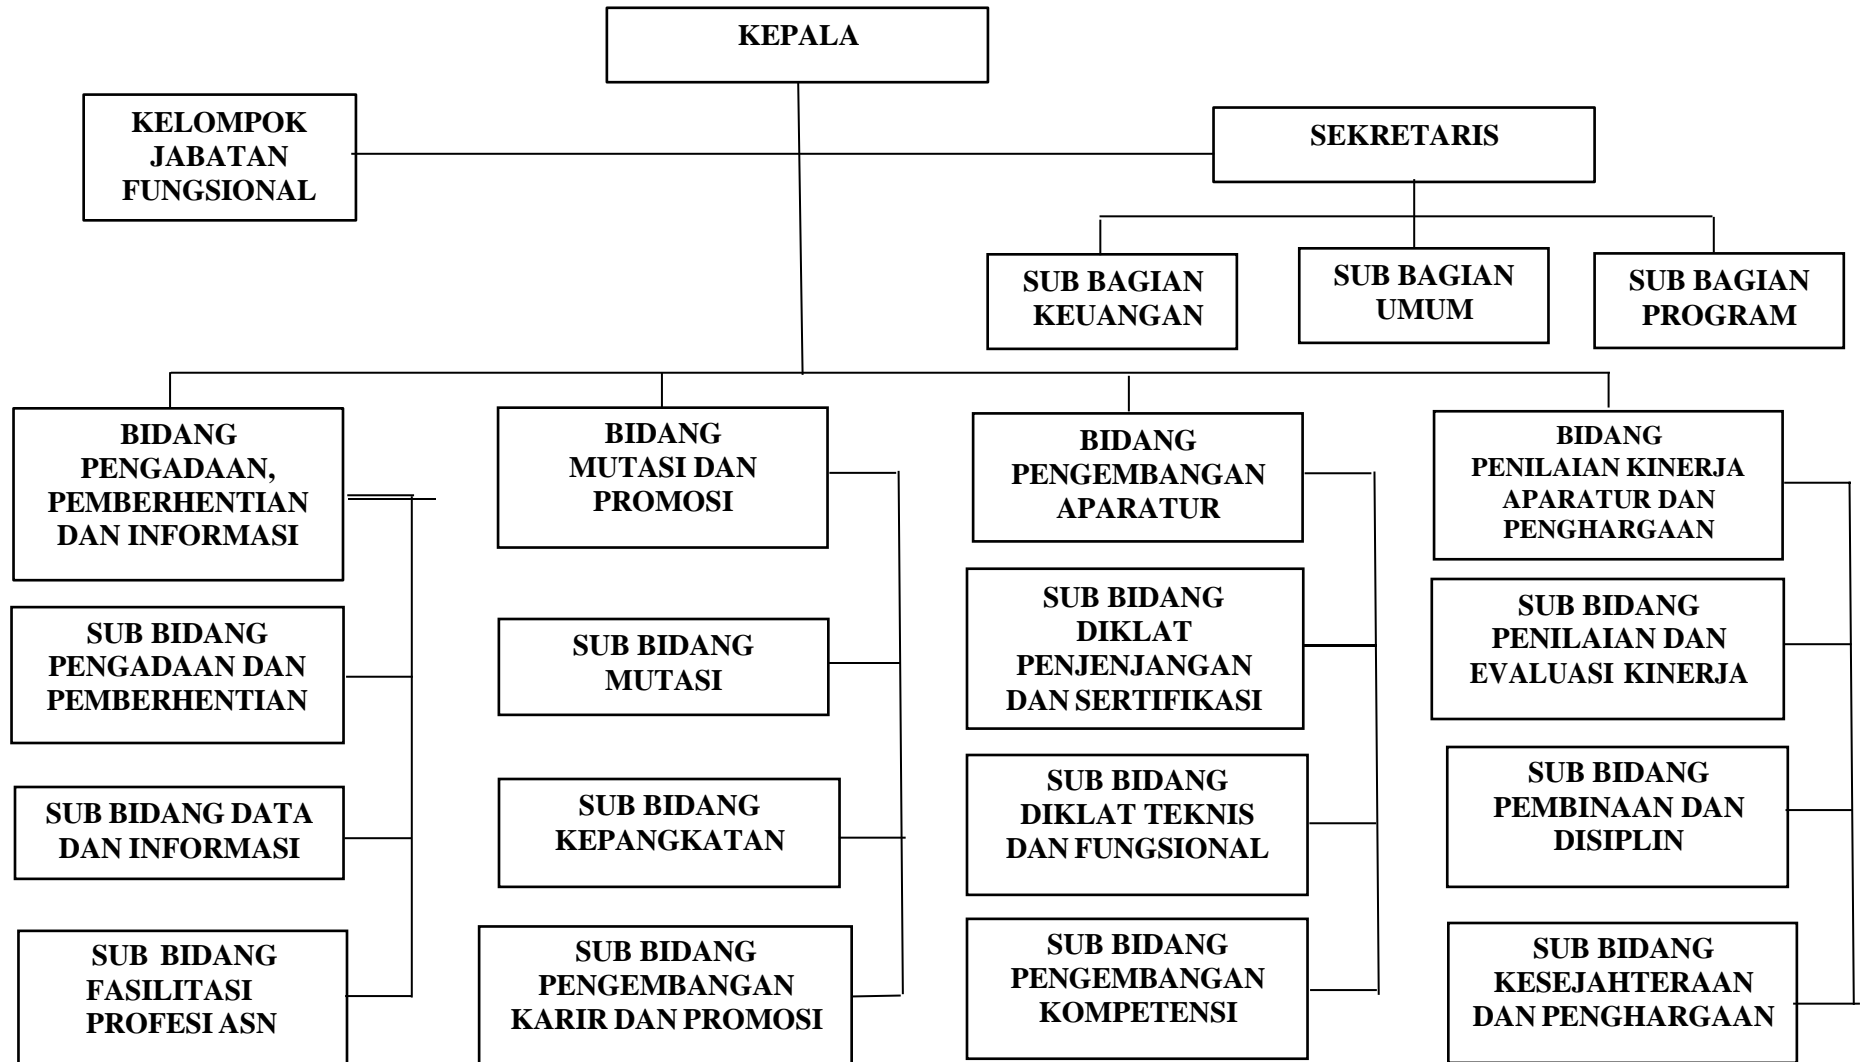 KEPALA
KELOMPOK
JABATAN
FUNGSIONAL
SEKRETARIS
SUB BAGIAN
KEUANGAN
SUB BAGIAN
UMUM
SUB BAGIAN
PROGRAM
BIDANG
PENGADAAN,
PEMBERHENTIAN
DAN INFORMASI
SUB BIDANG
PENGADAAN DAN
PEMBERHENTIAN
SUB BIDANG DATA
DAN INFORMASI
SUB BIDANG
FASILITASI
PROFESI ASN
BIDANG
MUTASI DAN
PROMOSI
SUB BIDANG
MUTASI
SUB BIDANG
KEPANGKATAN
SUB BIDANG
PENGEMBANGAN
KARIR DAN PROMOSI
BIDANG
PENGEMBANGAN
APARATUR
SUB BIDANG
DIKLAT
PENJENJANGAN
DAN SERTIFIKASI
SUB BIDANG
DIKLAT TEKNIS
DAN FUNGSIONAL
SUB BIDANG
PENGEMBANGAN
KOMPETENSI
BIDANG
PENILAIAN KINERJA
APARATUR DAN
PENGHARGAAN
SUB BIDANG
PENILAIAN DAN
EVALUASI KINERJA
SUB BIDANG
PEMBINAAN DAN
DISIPLIN
SUB BIDANG
KESEJAHTERAAN
DAN PENGHARGAAN